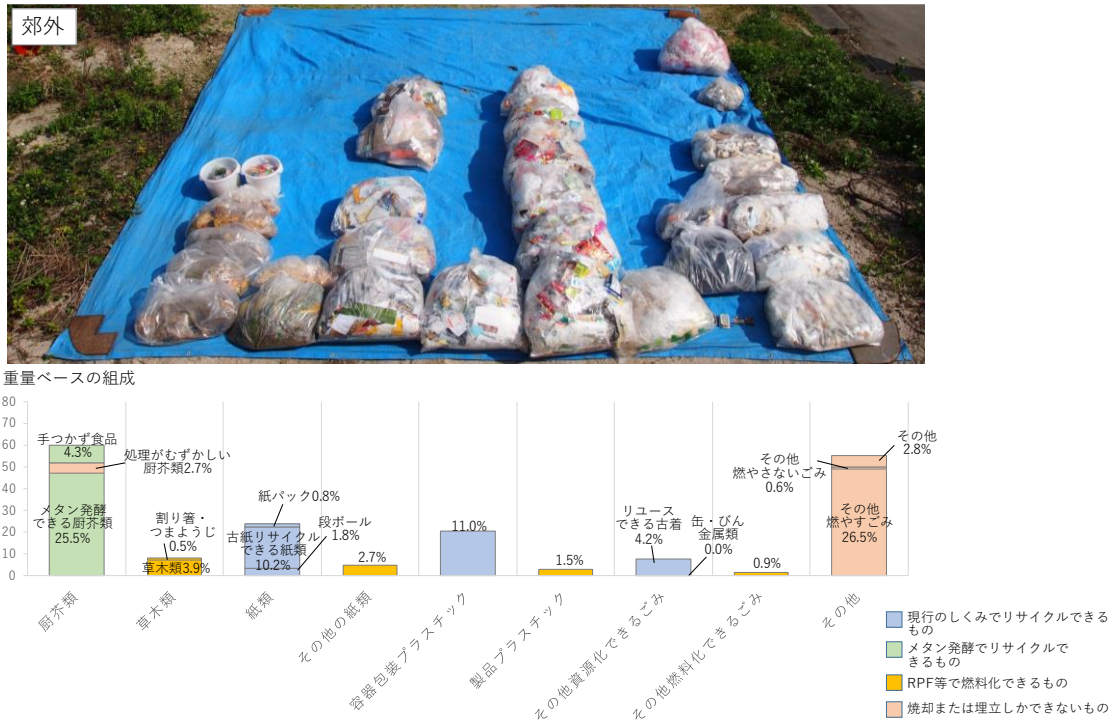 郊外
重量ベースの組成
80
70
60
50
40
30
20
10
0
手つかず食品
4.3%
処理がむずかしい
厨芥類2.7%
メタン発酵
できる厨芥類
25.5%
割り箸・
つまようじ
0.5%
草木類3.9%
紙パック0.8%
古紙リサイクル
できる紙類
10.2%
段ボール
1.8%
2.7%
11.0%
1.5%
リユース
できる古着
4.2%
缶・びん
金属類
0.0%
0.9%
その他
燃やさないごみ
0.6%
その他
2.8%
その他
燃やすごみ
26.5%
厨芥類
草木類
紙類
その他の紙類
容器包装プラスチック
製品プラスチック
その他資源化できるごみ
その他燃料化できるごみ
その他
現行のしくみでリサイクルできる
もの
メタン発酵でリサイクルで
きるもの
RPF等で燃料化できるもの
焼却または埋立しかできないもの